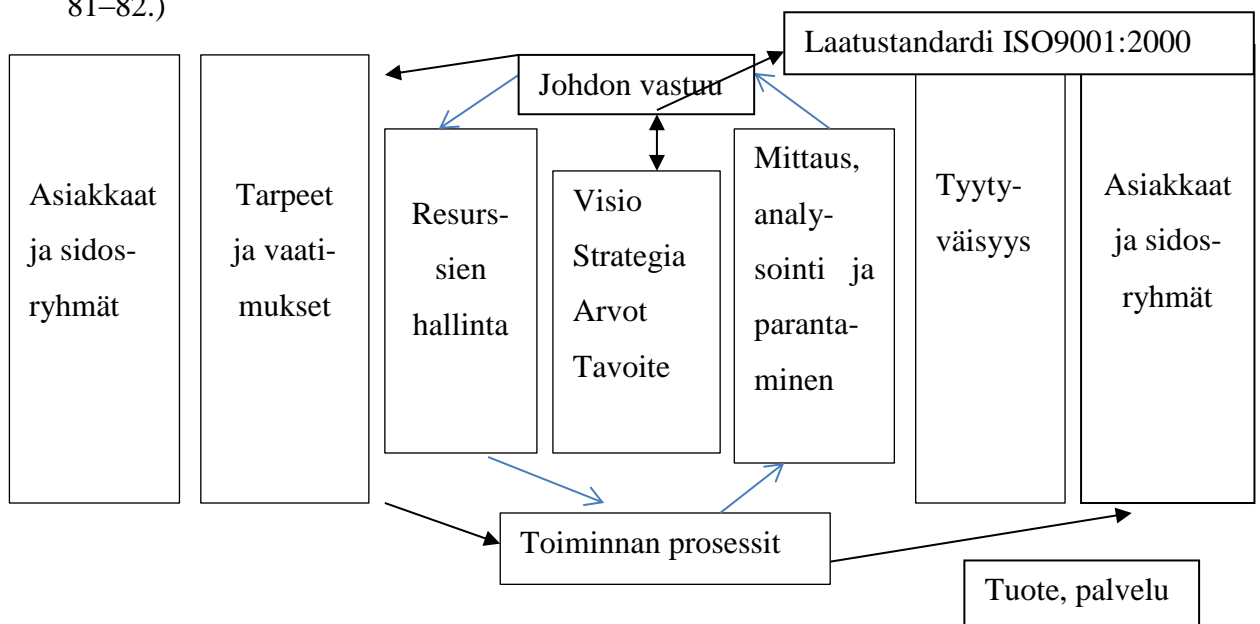 81–82.)
Laatustandardi ISO9001:2000
Johdon vastuu
Asiakkaat
ja sidos-
ryhmät
Tarpeet
ja vaati-
mukset
Resurs-
sien
hallinta
Visio
Strategia
Arvot
Tavoite
Mittaus,
analy-
sointi ja
paranta-
minen
Tyyty-
väisyys
Asiakkaat
ja sidos-
ryhmät
Toiminnan prosessit
Tuote, palvelu